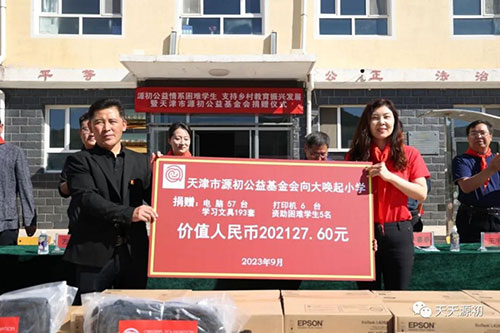 平等
公正 法治
源初公益情系困难学生 支持乡村教育振兴发展
暨天津市源初公益基金会捐赠仪式
天津市源初公益基金会向大唤起小学
捐赠：电脑 57 台 打印机 6 台
学习文具193套 资助困难学生5名
价值人民币202127.60元
2023年9月
EPSON
EPSON
天天源初